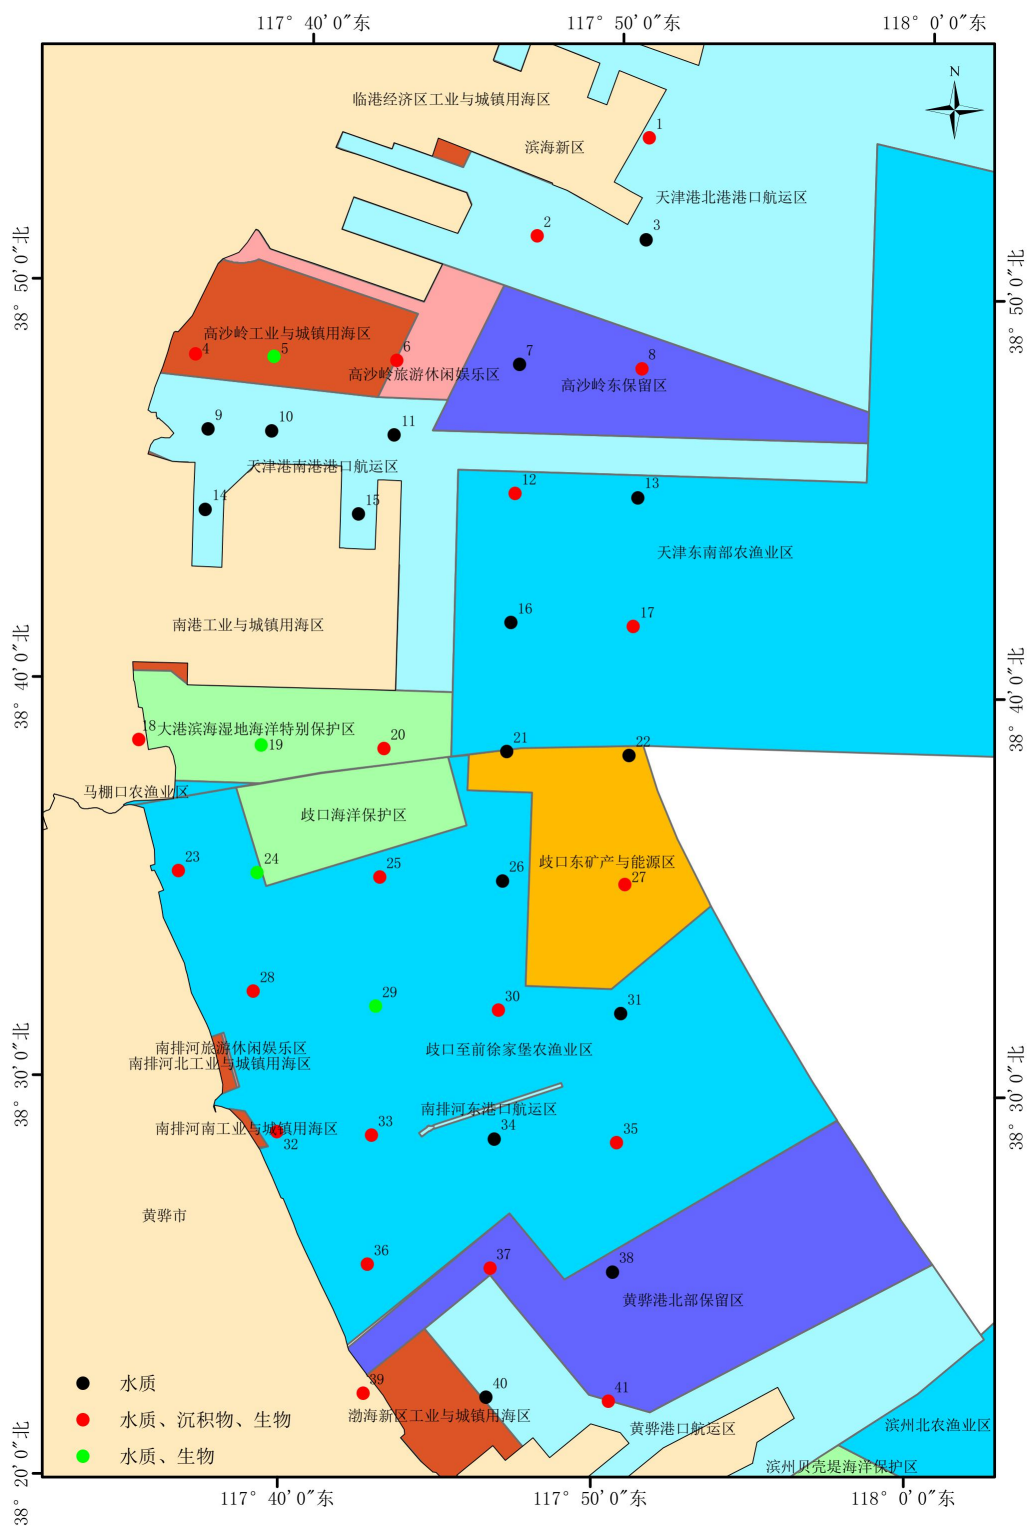 117° 40′0″东
117° 50′0″东
118° 0′0″东
N
临港经济区工业与城镇用海区
1
滨海新区
天津港北港港口航运区
2
3
38° 50′0″北
38° 50′0″北
高沙岭工业与城镇用海区
4
5
6
7
8
高沙岭旅游休闲娱乐区
高沙岭东保留区
9
10
11
天津港南港港口航运区
12
13
14
15
天津东南部农渔业区
16
17
南港工业与城镇用海区
38° 40′0″北
38° 40′0″北
18
大港滨海湿地海洋特别保护区
19
20
21
22
马棚口农渔业区
歧口海洋保护区
23
24
25
26
歧口东矿产与能源区
27
28
29
30
31
38° 30′0″北
38° 30′0″北
南排河旅游休闲娱乐区
南排河北工业与城镇用海区
歧口至前徐家堡农渔业区
南排河东港口航运区
南排河南工业与城镇用海区
32
33
34
35
黄骅市
36
37
38
黄骅港北部保留区
39
40
41
水质
水质、沉积物、生物
水质、生物
渤海新区工业与城镇用海区
黄骅港口航运区
滨州北农渔业区
滨州贝壳堤海洋保护区
38° 20′0″北
117° 40′0″东
117° 50′0″东
118° 0′0″东